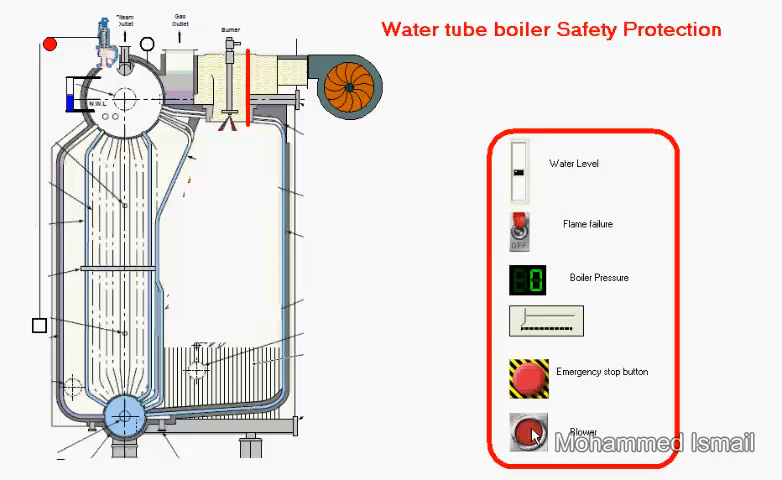 Water tube boiler Safety Protection
Steam
Outlet
Gas
Outlet
Burner
N.W.L
Water Level
Flame failure
OFF
0
Boiler Pressure
Emergency stop button
Blower
Mohammed Ismail